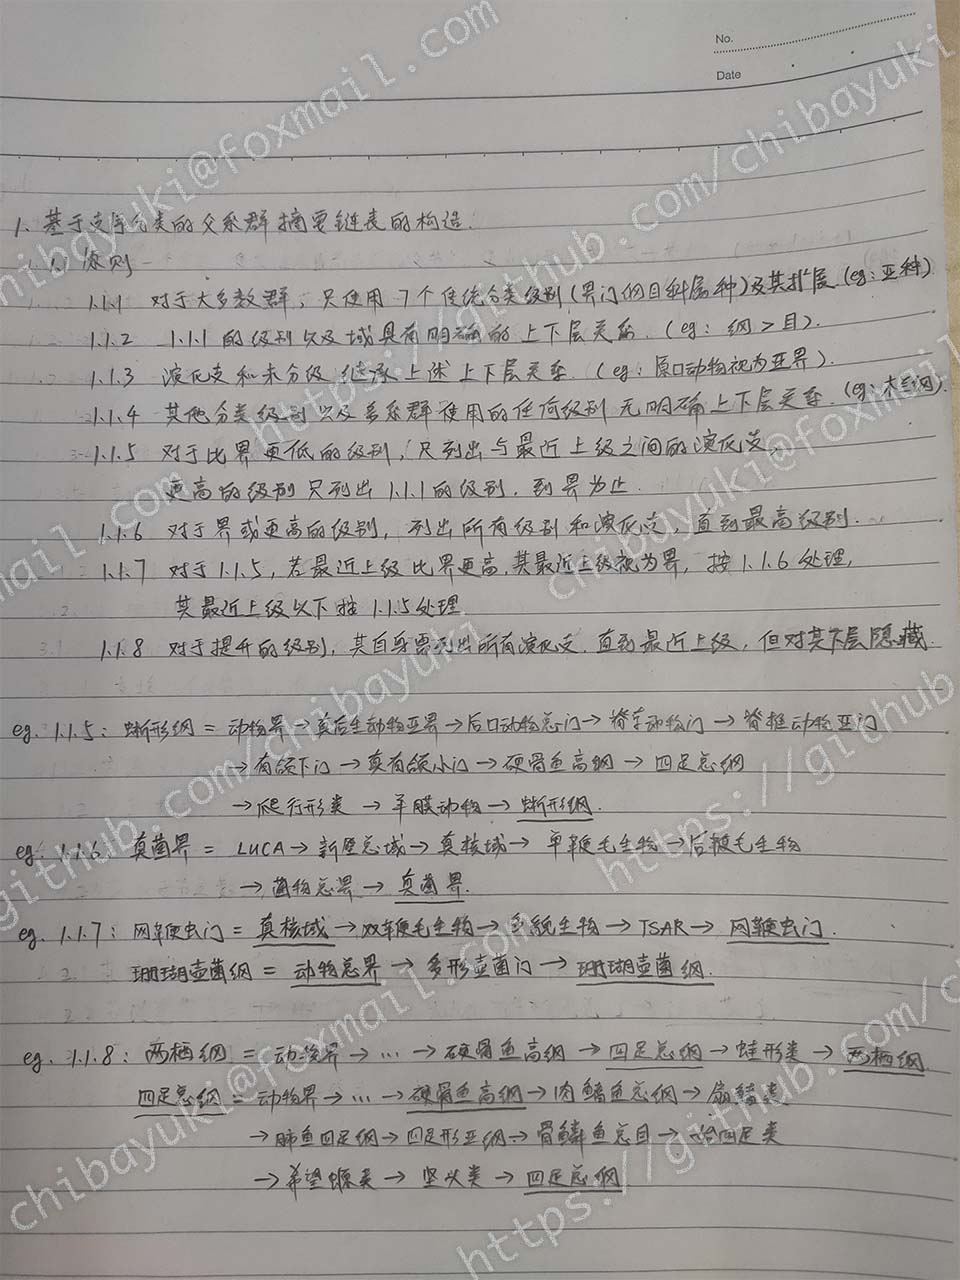 No.
Date
1. 基于支序分类的父系群摘要链表的构造.
1.1 原则
1.1.1 对于大多数群, 只使用7个传统分类级别(界门纲目科属种)及其扩展 (eg: 亚种)
1.1.2 1.1.1的级别以及域具有明确的上下层关系. (eg: 纲>目).
1.1.3 演化支和未分级继承上述上下层关系. (eg: 原口动物视为亚界).
1.1.4 其他分类级别以及多系群使用的任何级别无明确上下层关系. (eg: 木兰纲).
1.1.5 对于比界更低的级别, 只列出与最近上级之间的演化支,
更高的级别只列出1.1.1的级别, 到界为止.
1.1.6 对于界或更高的级别, 列出所有级别和演化支, 直到最高级别.
1.1.7 对于1.1.5, 若最近上级比界更高, 其最近上级视为界, 按1.1.6处理,
其最近上级以下按1.1.5处理.
1.1.8 对于提升的级别, 其自身需列出所有演化支, 直到最近上级, 但对其下层隐藏.
eg. 1.1.5: 蜥形纲 = 动物界→真后生动物亚界→后口动物总门→脊索动物门→脊椎动物亚门
→有颌下门→真有颌小门→硬骨鱼高纲→四足总纲
→爬行形类→羊膜动物→蜥形纲.
eg. 1.1.6: 真菌界 = LUCA→新壁总域→真核域→单鞭毛生物→后鞭毛生物
→菌物总界→真菌界.
eg. 1.1.7: 网鞭虫门 = 真核域→双鞭毛生物→多貌生物→TSAR→网鞭虫门.
珊瑚壶菌纲 = 动物总界→多形壶菌门→珊瑚壶菌纲.
eg. 1.1.8: 两栖纲 = 动物界→…→硬骨鱼高纲→四足总纲→蛙形类→两栖纲.
四足总纲 = 动物界→…→硬骨鱼高纲→肉鳍鱼总纲→扇鳍类
→肺鱼四足纲→四足形亚纲→骨鳞鱼总目→始四足类
→希望螈类→坚头类→四足总纲.
chibayuki@foxmail.com
https://github.com/chibayuki